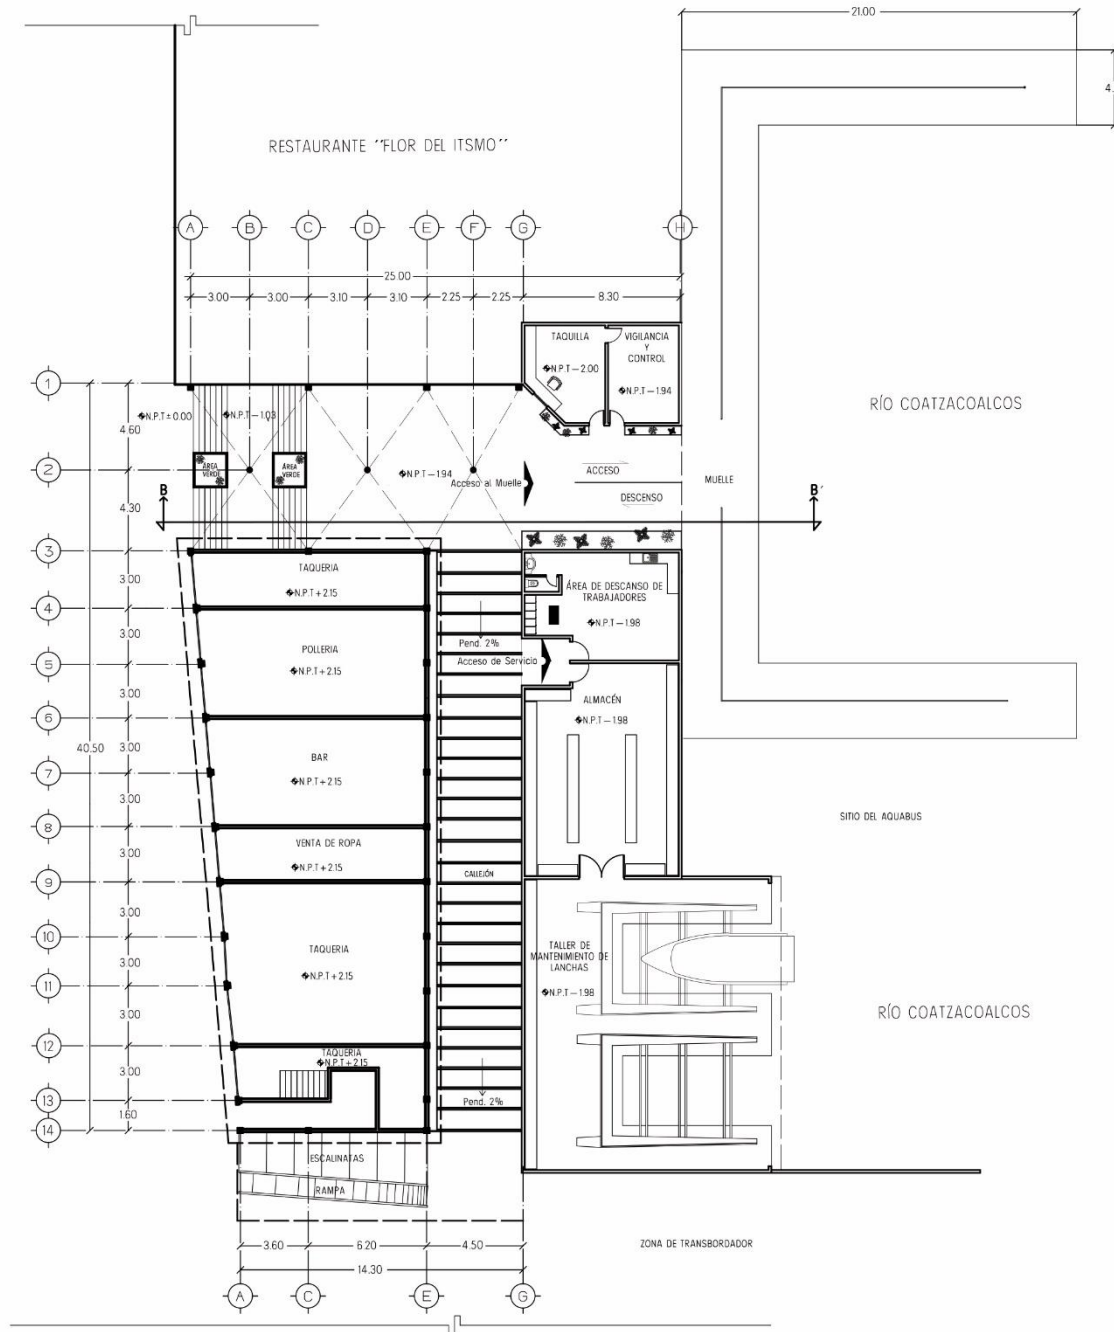 21.00
4.
RESTAURANTE "FLOR DEL ITSMO"
A B C D E F G H
25.00
3.00 3.00 3.10 3.10 2.25 2.25 8.30
TAQUILLA
N.P.T-2.00
VIGILANCIA
Y
CONTROL
N.P.T-1.94
1
2
3
4
5
6
7
8
9
10
11
12
13
14
4.60
4.30
3.00
3.00
3.00
3.00
3.00
3.00
3.00
3.00
3.00
3.00
1.60
40.50
N.P.T±0.00
N.P.T-1.03
ÁREA
VERDE
ÁREA
VERDE
N.P.T-1.94
Acceso al Muelle
ACCESO
DESCENSO
MUELLE
RÍO COATZACOALCOS
B
B'
TAQUERIA
N.P.T+2.15
POLLERIA
N.P.T+2.15
BAR
N.P.T+2.15
VENTA DE ROPA
N.P.T+2.15
TAQUERIA
N.P.T+2.15
TAQUERIA
N.P.T+2.15
ESCALINATAS
RAMPA
Pend. 2%
Acceso de Servicio
CALLEJÓN
Pend. 2%
ÁREA DE DESCANSO DE
TRABAJADORES
N.P.T-1.98
ALMACÉN
N.P.T-1.98
SITIO DEL AQUABUS
TALLER DE
MANTENIMIENTO DE
LANCHAS
N.P.T-1.98
RÍO COATZACOALCOS
ZONA DE TRANSBORDADOR
3.60 6.20 4.50
14.30
A C E G